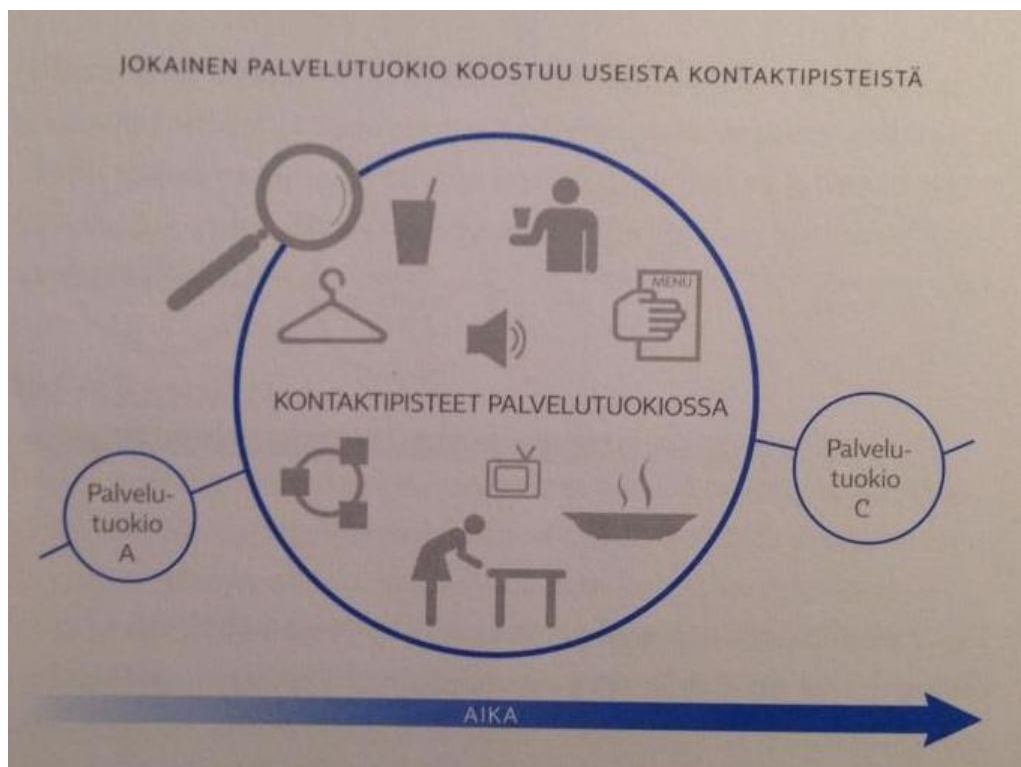 JOKAINEN PALVELUTUOKIO KOOSTUU USEISTA KONTAKTIPISTEISTÄ
MENU
KONTAKTIPISTEET PALVELUTUOKIOSSA
Palvelu-
tuokio
A
Palvelu-
tuokio
C
AIKA